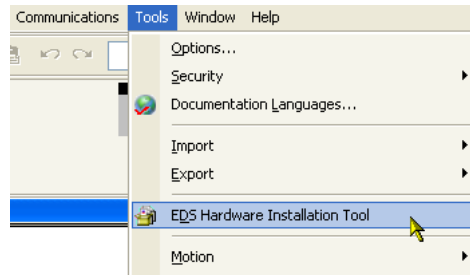 Communications Tools Window Help
Options...
Security
Documentation Languages...
Import
Export
EDS Hardware Installation Tool
Motion